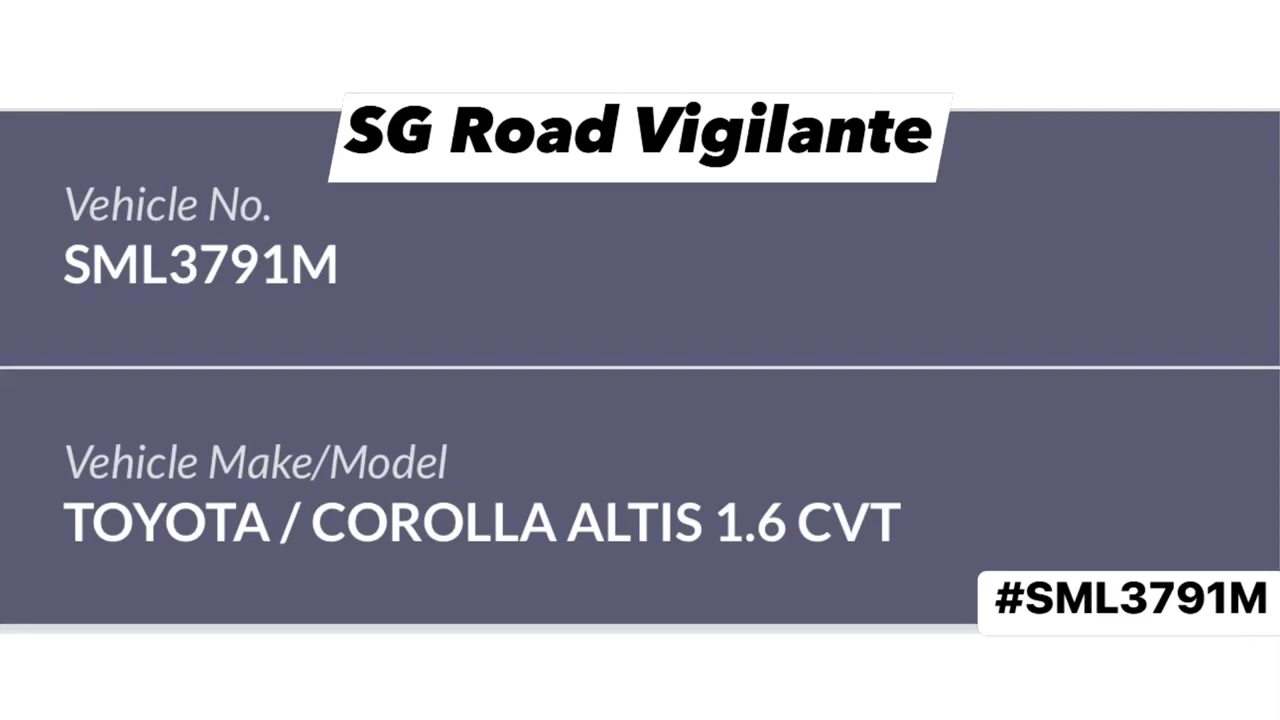 SG Road Vigilante
Vehicle No.
SML3791M
Vehicle Make/Model
TOYOTA / COROLLA ALTIS 1.6 CVT
#SML3791M